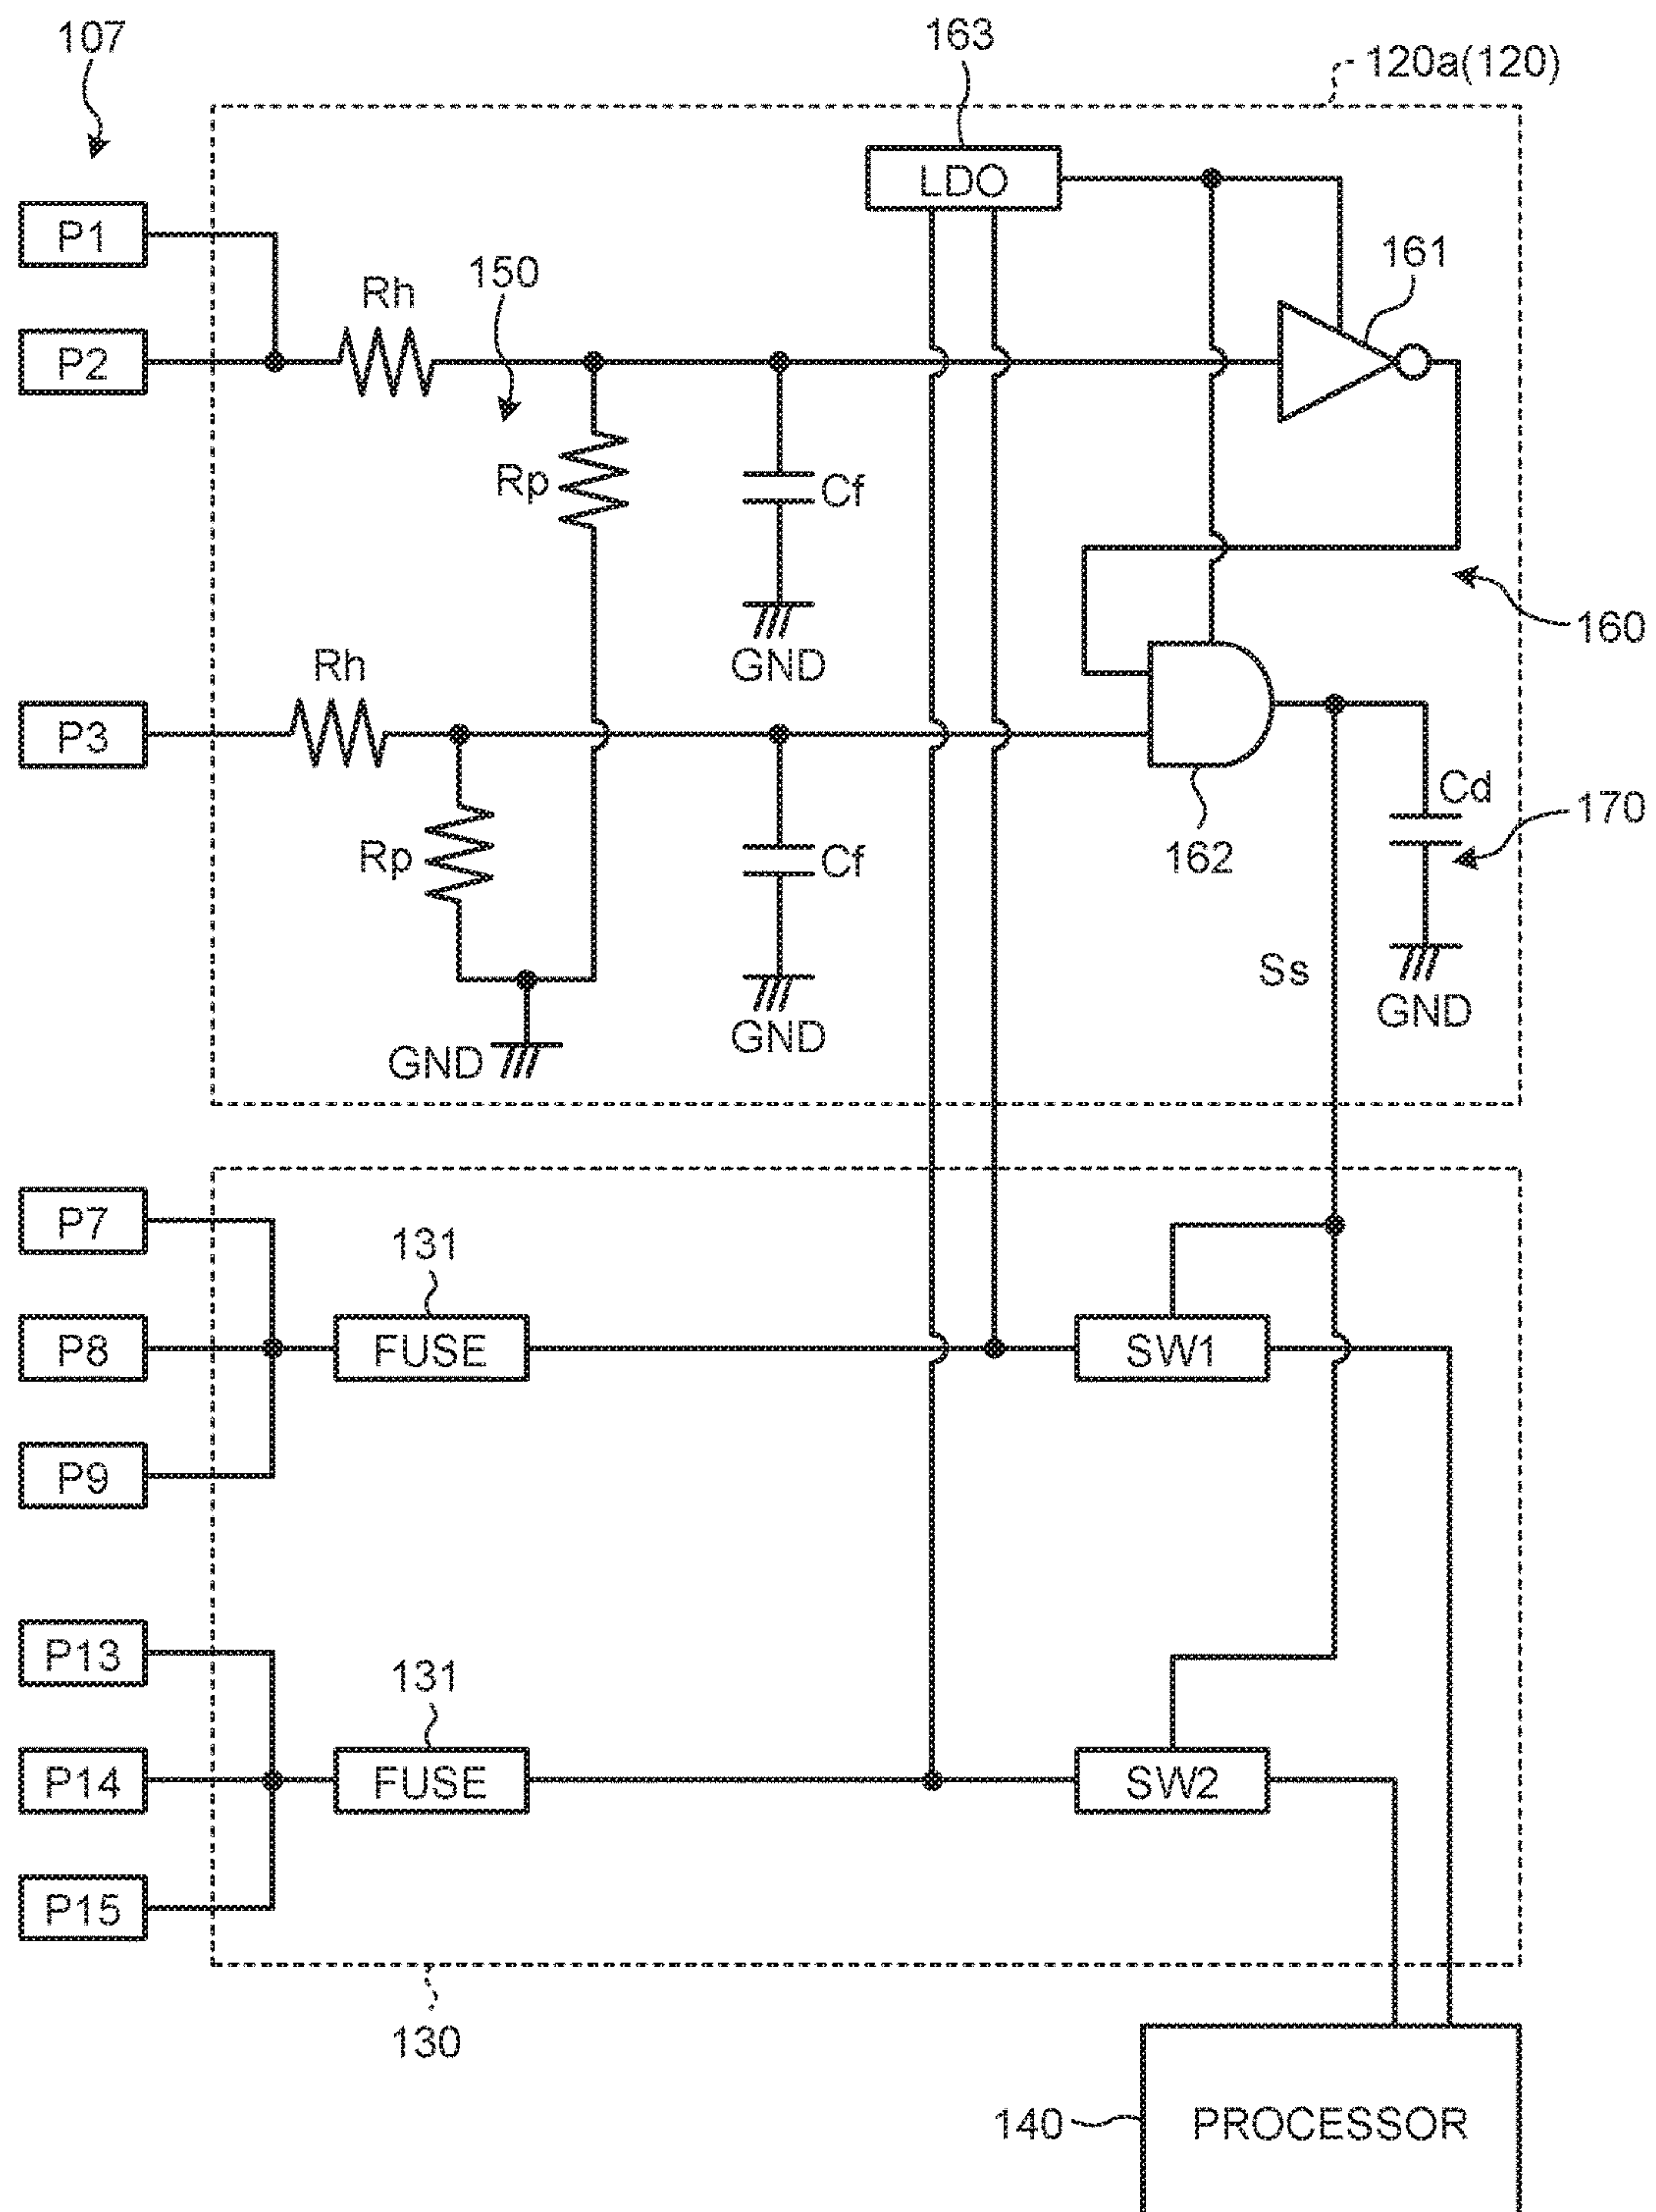 107
163
120a(120)
LDO
P1
161
150
Rh
P2
Rp
Cf
160
GND
Rh
P3
Cd
170
Rp
Cf
162
Ss
GND
GND
GND
P7
131
P8
FUSE
SW1
P9
P13
131
P14
FUSE
SW2
P15
130
140
PROCESSOR